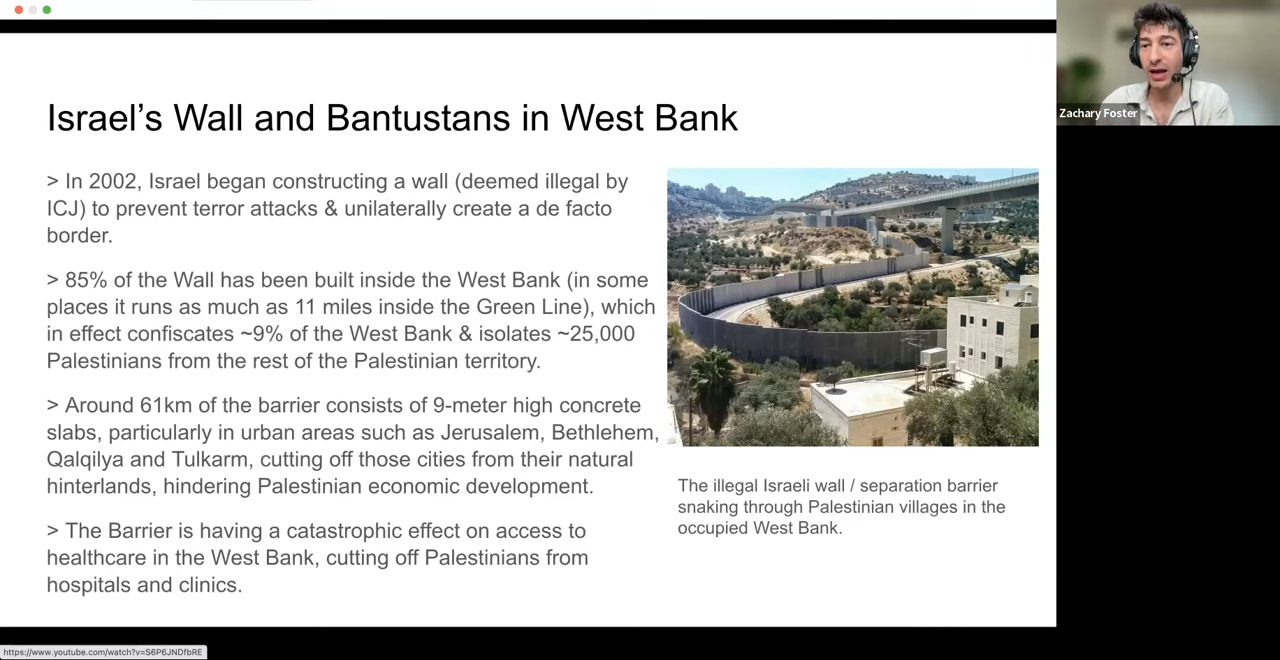 Israel’s Wall and Bantustans in West Bank
> In 2002, Israel began constructing a wall (deemed illegal by
ICJ) to prevent terror attacks & unilaterally create a de facto
border.
> 85% of the Wall has been built inside the West Bank (in some
places it runs as much as 11 miles inside the Green Line), which
in effect confiscates ~9% of the West Bank & isolates ~25,000
Palestinians from the rest of the Palestinian territory.
> Around 61km of the barrier consists of 9-meter high concrete
slabs, particularly in urban areas such as Jerusalem, Bethlehem,
Qalqilya and Tulkarm, cutting off those cities from their natural
hinterlands, hindering Palestinian economic development.
> The Barrier is having a catastrophic effect on access to
healthcare in the West Bank, cutting off Palestinians from
hospitals and clinics.
The illegal Israeli wall / separation barrier
snaking through Palestinian villages in the
occupied West Bank.
Zachary Foster
https://www.youtube.com/watch?v=S6P6JNDfbRE